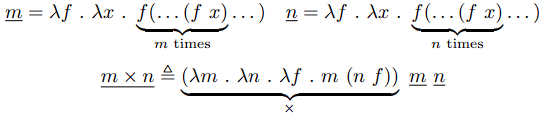 m = λf . λx . f(...(f x)...) n = λf . λx . f(...(f x)...)
m times n times
m × n ≜ (λm . λn . λf . m (n f)) m n
×